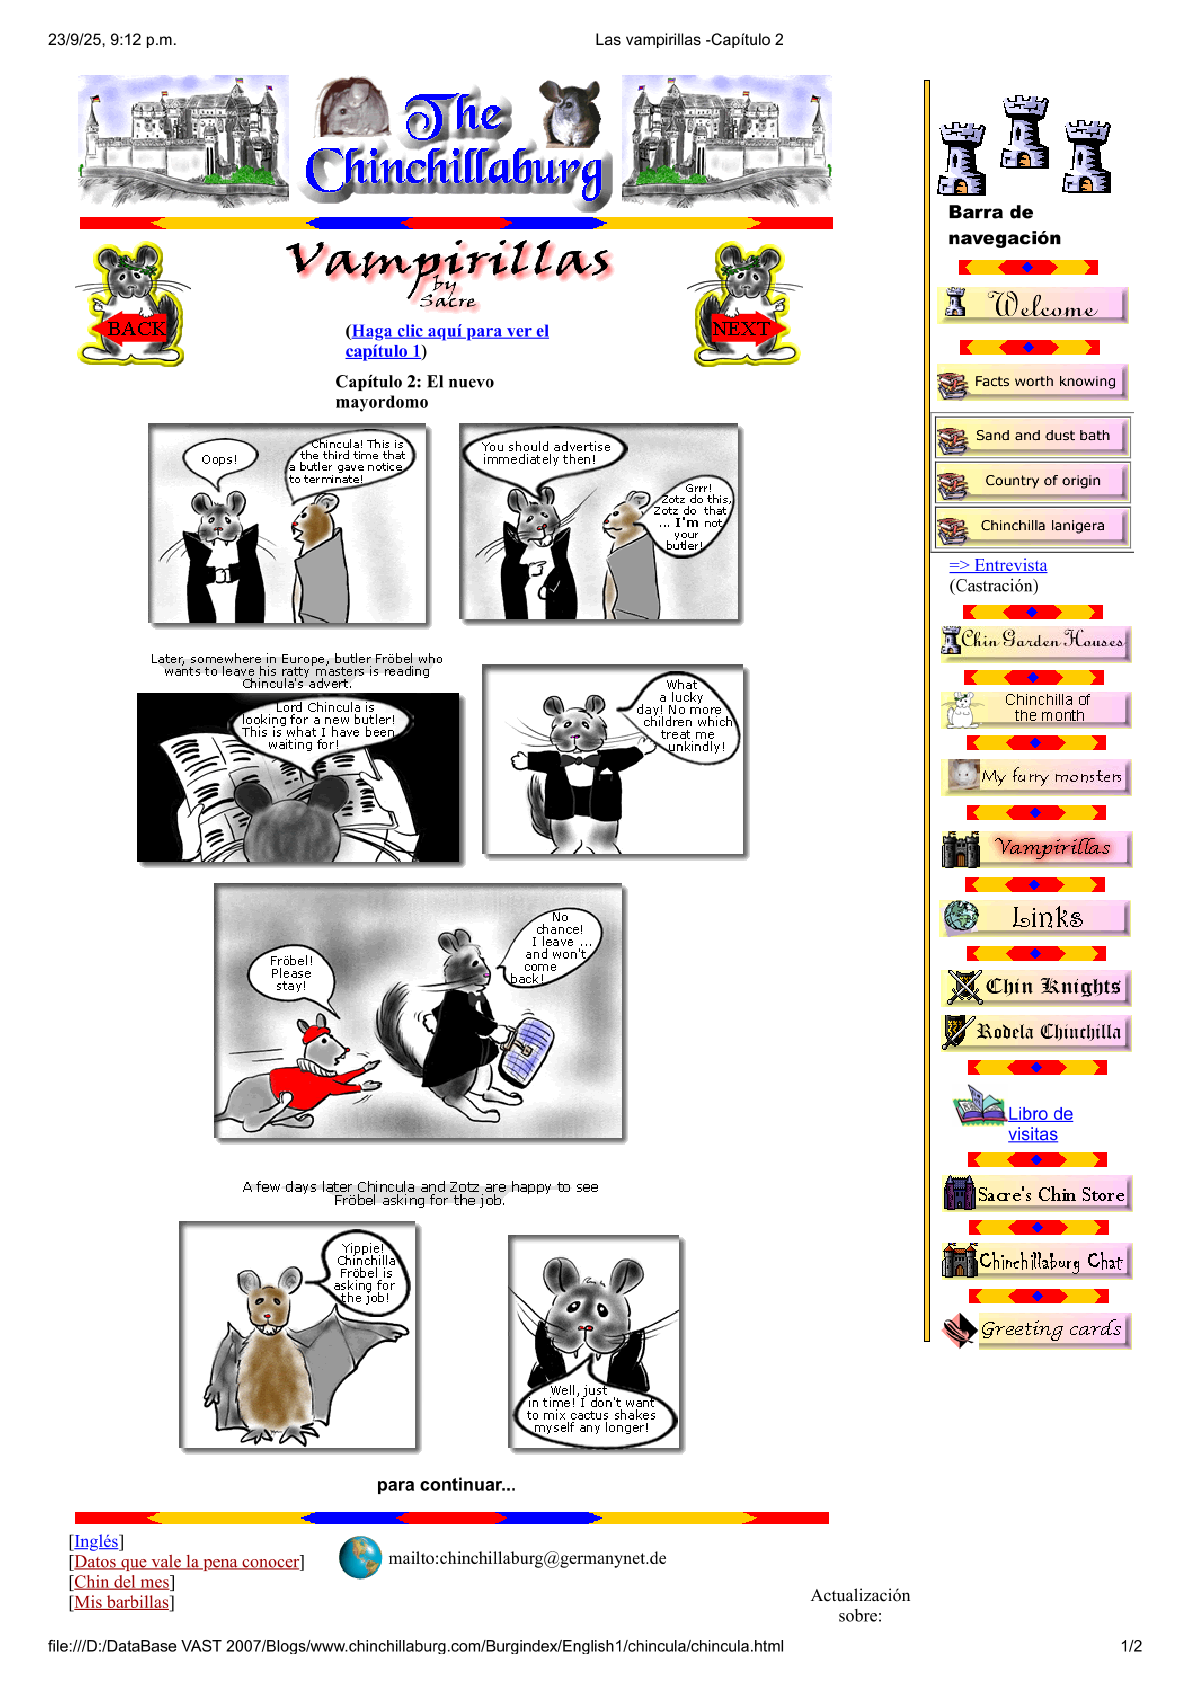 23/9/25, 9:12 p.m.
Las vampirillas -Capítulo 2
The
Chinchillaburg
Vampirillas
by
Sacre
BACK
NEXT
(Haga clic aquí para ver el
capítulo 1)
Capítulo 2: El nuevo
mayordomo
Oops!
Chincula! This is
the third time that
a butler gave notice
to terminate!
You should advertise
immediately then!
Grrr!
Zotz do this,
Zotz do that
... I'm not
your
butler!
Later, somewhere in Europe, butler Fröbel who
wants to leave his ratty masters is reading
Chincula's advert.
Lord Chincula is
looking for a new butler!
This is what I have been
waiting for!
What
a lucky
day! No more
children which
treat me
unkindly!
Fröbel!
Please
stay!
No
chance!
I leave ...
and won't
come
back!
A few days later Chincula and Zotz are happy to see
Fröbel asking for the job.
Yippie!
Chinchilla
Fröbel is
asking for
the job!
Well, just
in time! I don't want
to mix cactus shakes
myself any longer!
para continuar...
[Inglés]
[Datos que vale la pena conocer]
[Chin del mes]
[Mis barbillas]
mailto:chinchillaburg@germanynet.de
Actualización
sobre:
Barra de
navegación
Welcome
Facts worth knowing
Sand and dust bath
Country of origin
Chinchilla lanigera
=> Entrevista
(Castración)
Chin Garden Houses
Chinchilla of
the month
My furry monsters
Vampirillas
Links
Chin Knights
Rodela Chinchilla
Libro de
visitas
Sacre's Chin Store
Chinchillaburg Chat
Greeting cards
file:///D:/DataBase VAST 2007/Blogs/www.chinchillaburg.com/Burgindex/English1/chincula/chincula.html
1/2